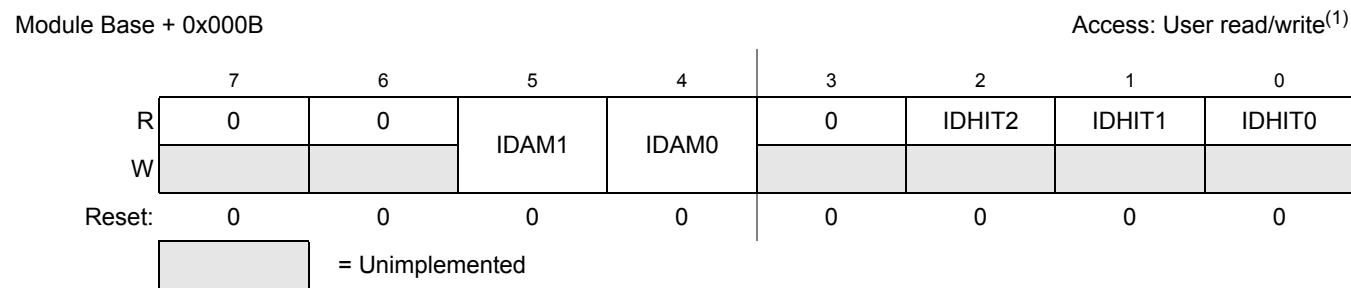 Module Base + 0x000B Access: User read/write(1)
7 6 5 4 3 2 1 0
R 0 0 IDAM1 IDAM0 0 IDHIT2 IDHIT1 IDHIT0
W
Reset: 0 0 0 0 0 0 0 0
= Unimplemented